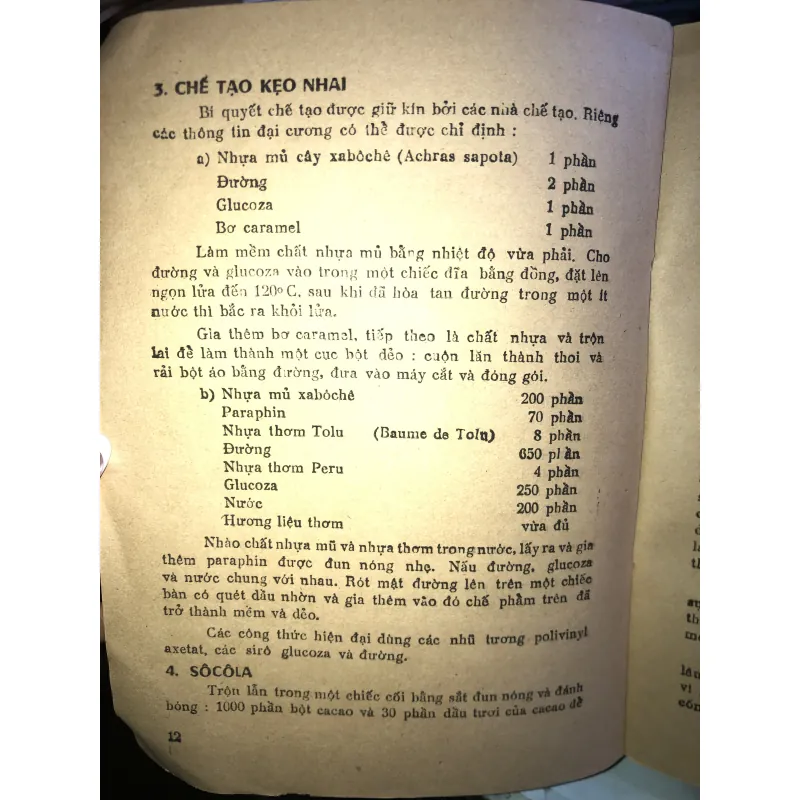 3. CHẾ TẠO KẸO NHAI
Bí quyết chế tạo được giữ kín bởi các nhà chế tạo. Riêng
các thông tin đại cương có thể được chỉ định :
a) Nhựa mủ cây xabôchê (Achras sapota) 1 phần
Đường 2 phần
Glucoza 1 phần
Bơ caramel 1 phần
Làm mềm chất nhựa mủ bằng nhiệt độ vừa phải. Cho
đường và glucoza vào trong một chiếc dĩa bằng đồng, đặt lên
ngọn lửa đến 120º C, sau khi đã hòa tan đường trong một ít
nước thì bắc ra khỏi lửa.
Gia thêm bơ caramel, tiếp theo là chất nhựa và trộn
lai để làm thành một cục bột dẻo : cuộn lăn thành thoi và
rải bột áo bằng đường, đưa vào máy cắt và đóng gói.
b) Nhựa mủ xabôchê 200 phần
Paraphin 70 phần
Nhựa thơm Tolu (Baume de Tolu) 8 phần
Đường 650 phần
Nhựa thơm Peru 4 phần
Glucoza 250 phần
Nước 200 phần
Hương liệu thơm vừa đủ
Nhào chất nhựa mũ và nhựa thơm trong nước, lấy ra và gia
thêm paraphin được đun nóng nhẹ. Nấu đường, glucoza
và nước chung với nhau. Rót mật đường lên trên một chiếc
bàn có quét dầu nhờn và gia thêm vào đó chế phẩm trên đã
trở thành mềm và dẻo.
Các công thức hiện đại dùng các nhũ tương polivinyl
axetat, các sirô glucoza và đường.
4. SÔCÔLA
Trộn lẫn trong một chiếc cối bằng sắt đun nóng và đánh
bóng : 1000 phần bột cacao và 30 phần dầu tươi của cacao để
12